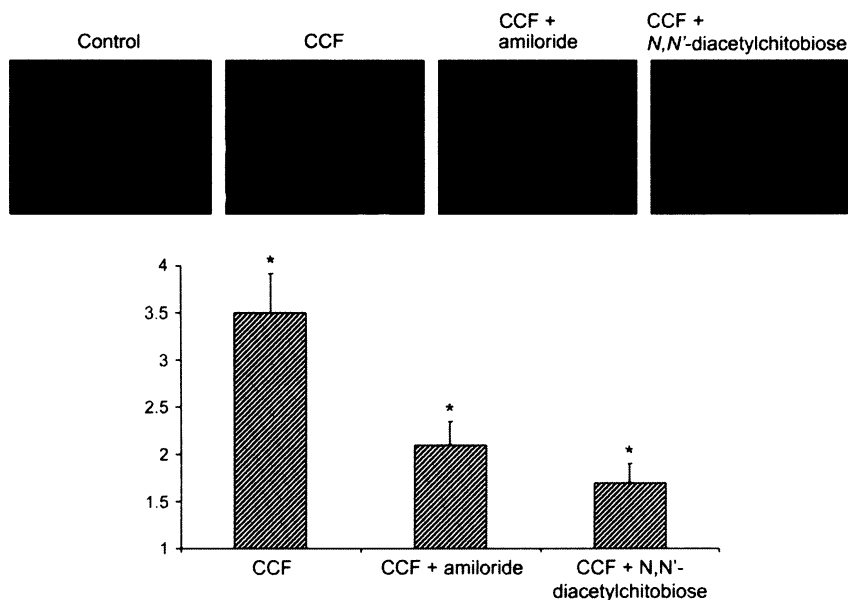 Control
CCF
CCF +
amiloride
CCF +
N,N'-diacetylchitobiose
4
3.5
3
2.5
2
1.5
1
*
*
*
CCF
CCF + amiloride
CCF + N,N'-
diacetylchitobiose